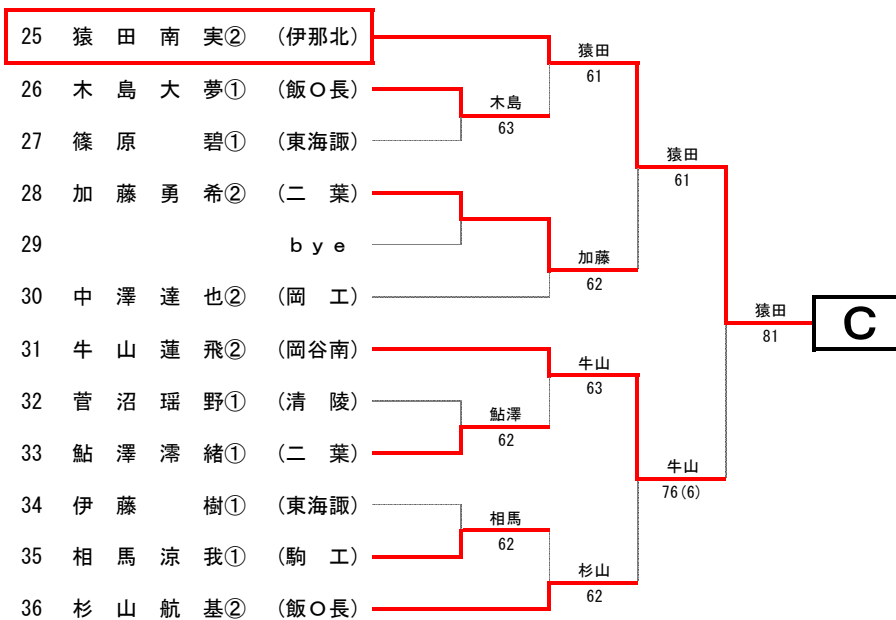 25 猿 田 南 実② (伊那北)
猿田
61
26 木 島 大 夢① (飯O長)
木島
63
27 篠 原 碧① (東海諏)
猿田
61
28 加 藤 勇 希② (二 葉)
29 bye
加藤
62
30 中 澤 達 也② (岡 工)
猿田
81
C
31 牛 山 蓮 飛② (岡谷南)
牛山
63
32 菅 沼 瑶 野① (清 陵)
鮎澤
62
33 鮎 澤 澪 緒① (二 葉)
牛山
76(6)
34 伊 藤 樹① (東海諏)
相馬
62
35 相 馬 涼 我① (駒 工)
杉山
62
36 杉 山 航 基② (飯O長)